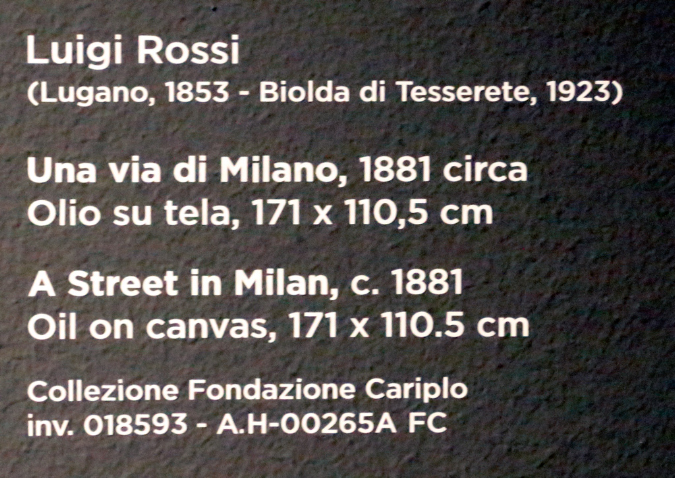 Luigi Rossi
(Lugano, 1853 - Biolda di Tesserete, 1923)
Una via di Milano, 1881 circa
Olio su tela, 171 x 110,5 cm
A Street in Milan, c. 1881
Oil on canvas, 171 x 110.5 cm
Collezione Fondazione Cariplo
inv. 018593 - A.H-00265A FC